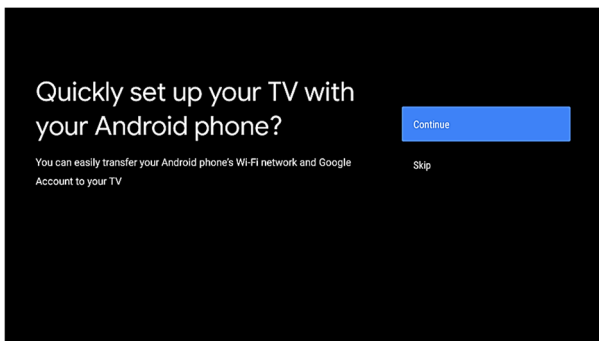 Quickly set up your TV with
your Android phone?
You can easily transfer your Android phone's Wi-Fi network and Google
Account to your TV
Continue
Skip